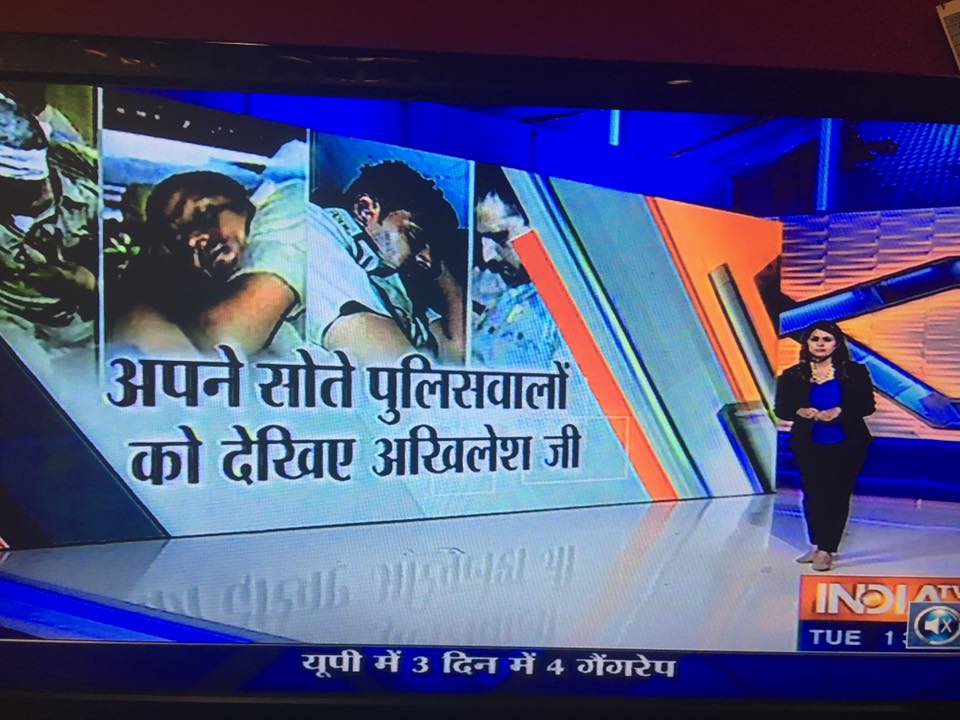 अपने सोते पुलिसवालों
को देखिए अखिलेश जी
INDIA TV
TUE
यूपी में 3 दिन में 4 गैंगरेप